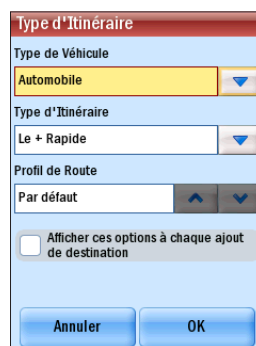 Type d'Itinéraire
Type de Véhicule
Automobile
Type d'Itinéraire
Le + Rapide
Profil de Route
Par défaut
Afficher ces options à chaque ajout
de destination
Annuler
OK